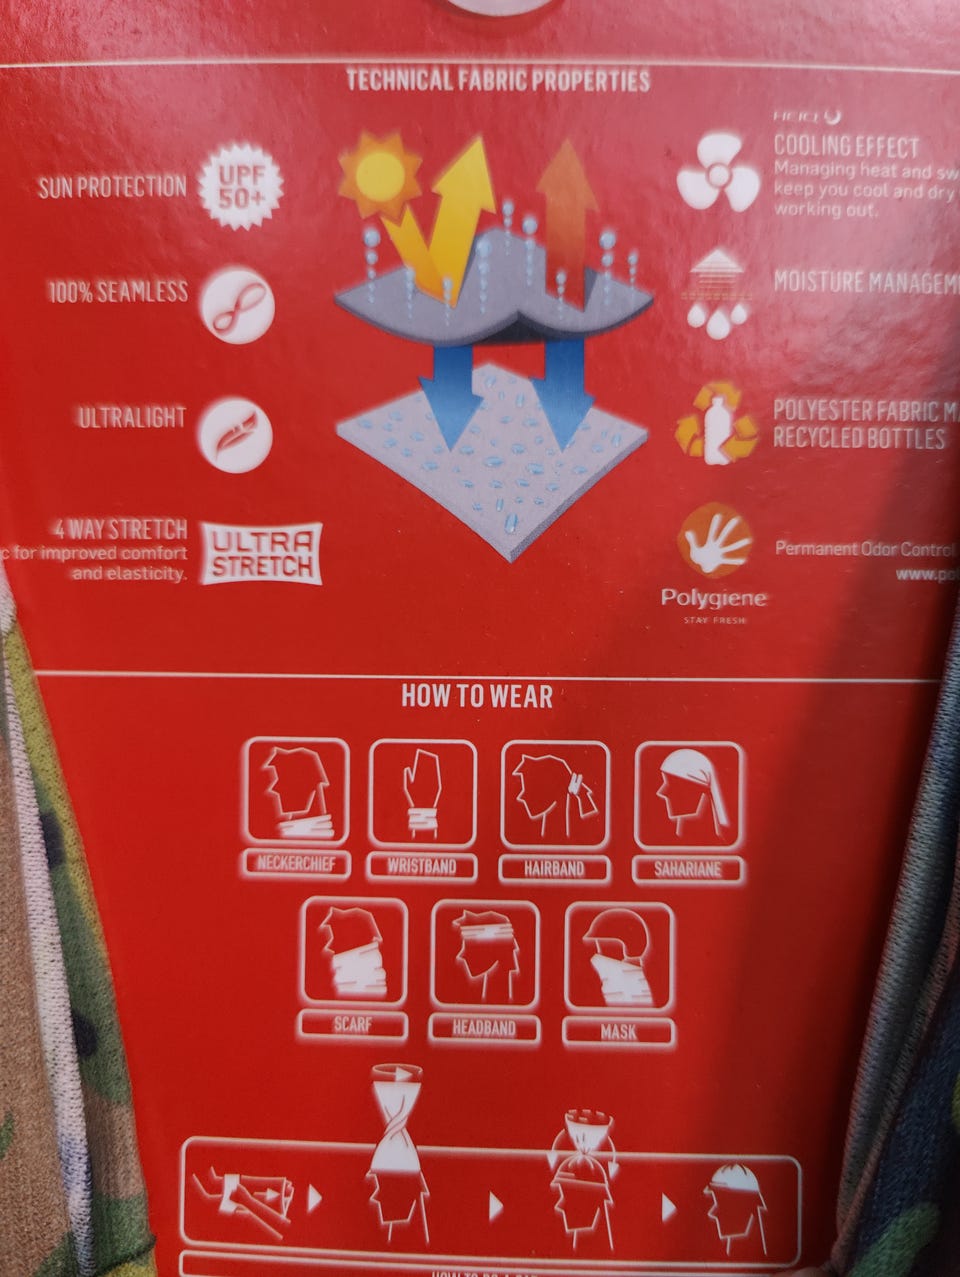 TECHNICAL FABRIC PROPERTIES
SUN PROTECTION
UPF
50+
100% SEAMLESS
ULTRALIGHT
4 WAY STRETCH
for improved comfort
and elasticity.
ULTRA
STRETCH
COOLING EFFECT
Managing heat and sw
keep you cool and dry
working out.
MOISTURE MANAGEM
POLYESTER FABRIC M
RECYCLED BOTTLES
Polygiene
STAY FRESH
Permanent Odor Control
www.po
HOW TO WEAR
NECKERCHIEF
WRISTBAND
HAIRBAND
SAHARIANE
SCARF
HEADBAND
MASK